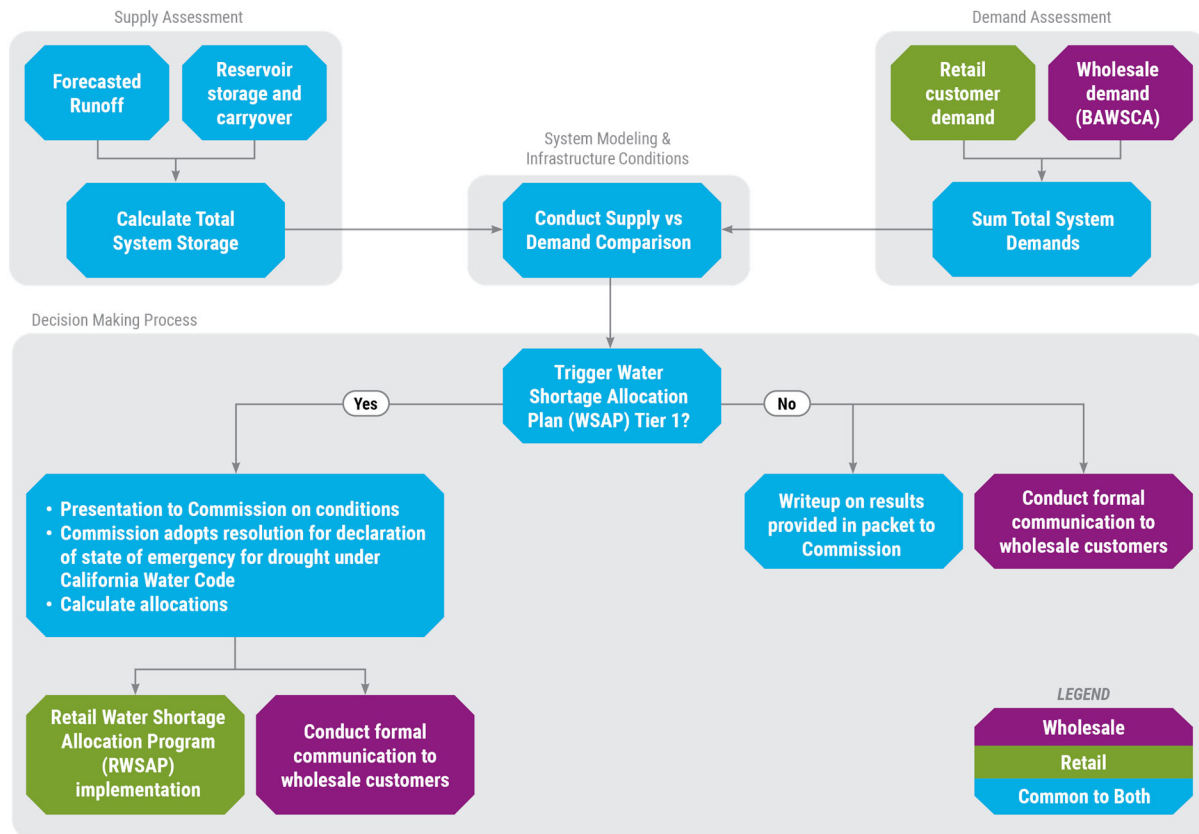 Supply Assessment
Demand Assessment
Forecasted
Runoff
Reservoir
storage and
carryover
Retail
customer
demand
Wholesale
demand
(BAWSCA)
System Modeling &
Infrastructure Conditions
Calculate Total
System Storage
Conduct Supply vs
Demand Comparison
Sum Total System
Demands
Decision Making Process
Trigger Water
Shortage Allocation
Plan (WSAP) Tier 1?
Yes
No
• Presentation to Commission on conditions
• Commission adopts resolution for declaration
of state of emergency for drought under
California Water Code
• Calculate allocations
Writeup on results
provided in packet to
Commission
Conduct formal
communication to
wholesale customers
Retail Water Shortage
Allocation Program
(RWSAP)
implementation
Conduct formal
communication to
wholesale customers
LEGEND
Wholesale
Retail
Common to Both